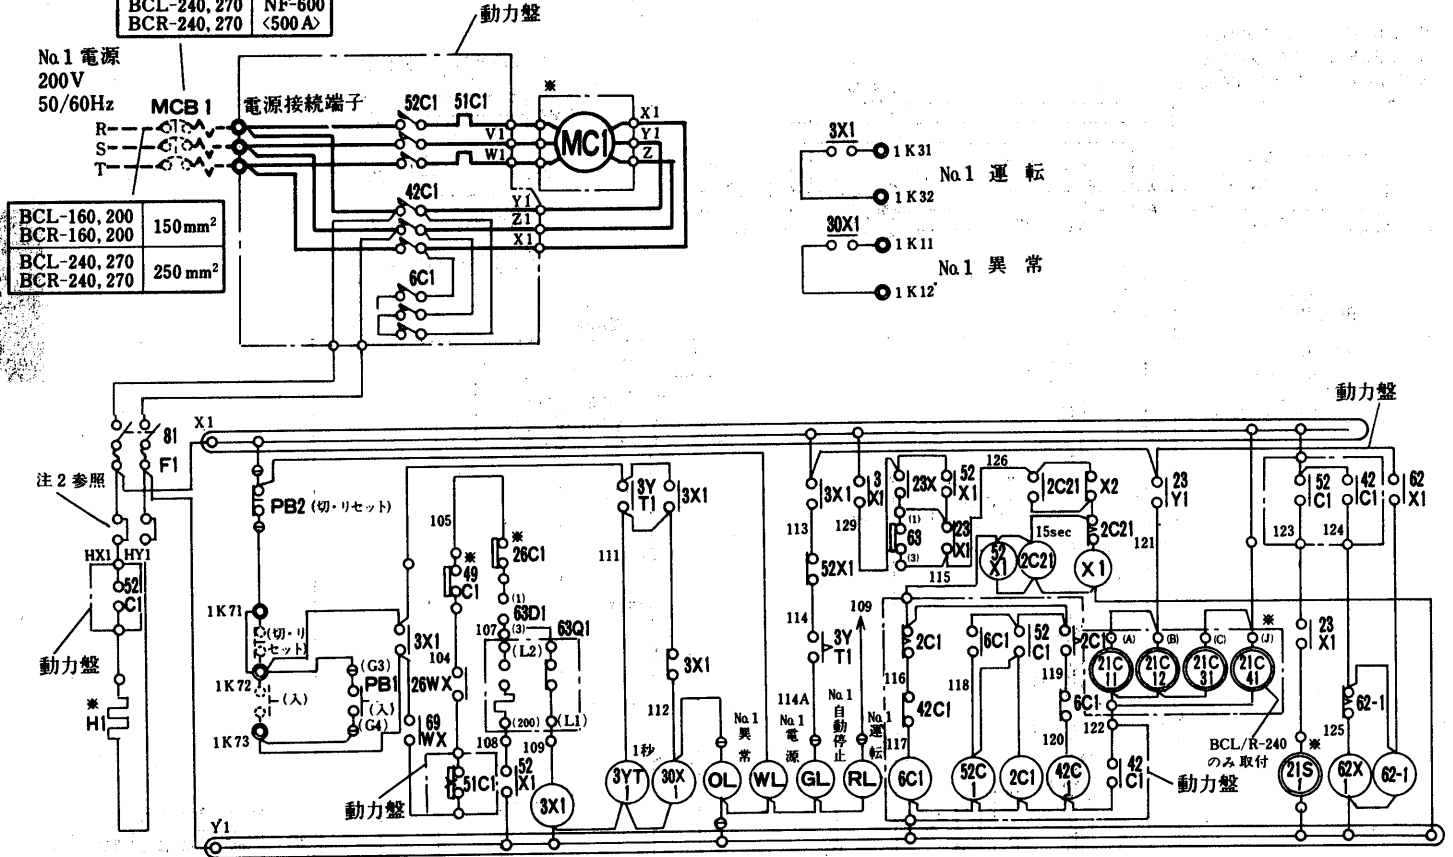 BCL-240, 270 NF-600
BCR-240, 270 <500A>
動力盤
No.1 電源
200V
50/60Hz
MCB 1
電源接続端子
52C1
51C1
※
R
S
T
V1
W1
MC1
X1
Y1
Z
42C1
Y1
Z1
X1
6C1
BCL-160, 200
BCR-160, 200
150mm²
BCL-240, 270
BCR-240, 270
250mm²
3X1
1K31
No.1 運転
1K32
30X1
1K11
No.1 異常
1K12
動力盤
81
F1
X1
注2参照
HX1
HY1
52
C1
動力盤
※
H1
PB2 (切・リセット)
1K71
(切・リ
セット)
1K72
(入)
1K73
(G3)
PB1
(入)
(G4)
3X1
69
WX
105
※
49
C1
104
26WX
51C1
動力盤
※
26C1
(1)
63D1
107
(3)
63Q1
(L2)
(200)
(L1)
108
109
52
X1
3X1
3Y
T1
3X1
111
3X1
112
1秒
3YT
1
30X
1
OL
No.1
異常
WL
No.1
電源
GL
No.1
自動停止
RL
No.1
運転
3X1
113
52X1
114
3Y
T1
114A
3
X1
129
109
23X
52
X1
(1)
63
(3)
23
X1
115
126
2C21
X2
15sec
52
X1
2C21
2C21
X1
121
23
Y1
2C1
116
42C1
117
6C1
118
52
C1
2C1
119
6C1
120
6C1
52C
1
2C1
42C
1
122
42
C1
動力盤
(A)
(B)
(C)
(J)
※
21C
11
21C
12
21C
31
21C
41
BCL/R-240
のみ取付
52
C1
42
C1
62
X1
123
124
23
X1
62-1
125
※
21S
1
62X
1
62-1
Y1